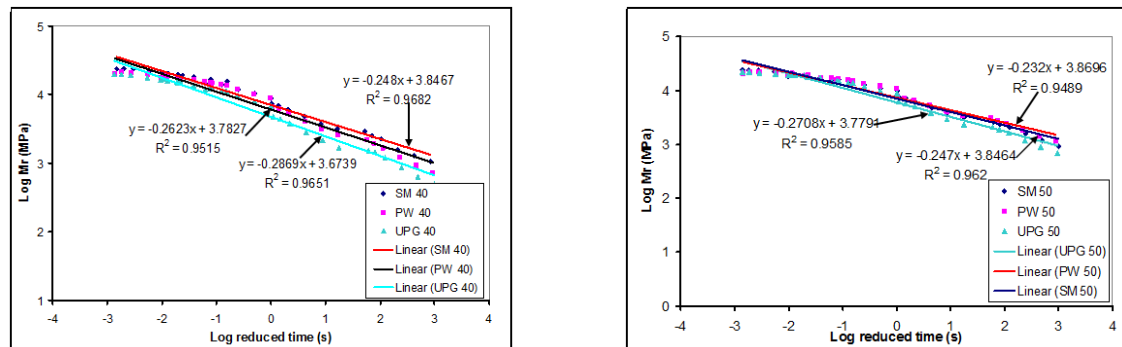 5
4
3
2
1
Log Mr (MPa)
y = -0.248x + 3.8467
R² = 0.9682
y = -0.2623x + 3.7827
R² = 0.9515
y = -0.2869x + 3.6739
R² = 0.9651
SM 40
PW 40
UPG 40
Linear (SM 40)
Linear (PW 40)
Linear (UPG 40)
-4 -3 -2 -1 0 1 2 3 4
Log reduced time (s)
5
4
3
2
1
0
Log Mr (MPa)
y = -0.232x + 3.8696
R² = 0.9489
y = -0.2708x + 3.7791
R² = 0.9585
y = -0.247x + 3.8464
R² = 0.962
SM 50
PW 50
UPG 50
Linear (UPG 50)
Linear (PW 50)
Linear (SM 50)
-4 -3 -2 -1 0 1 2 3 4
Log reduced time (s)